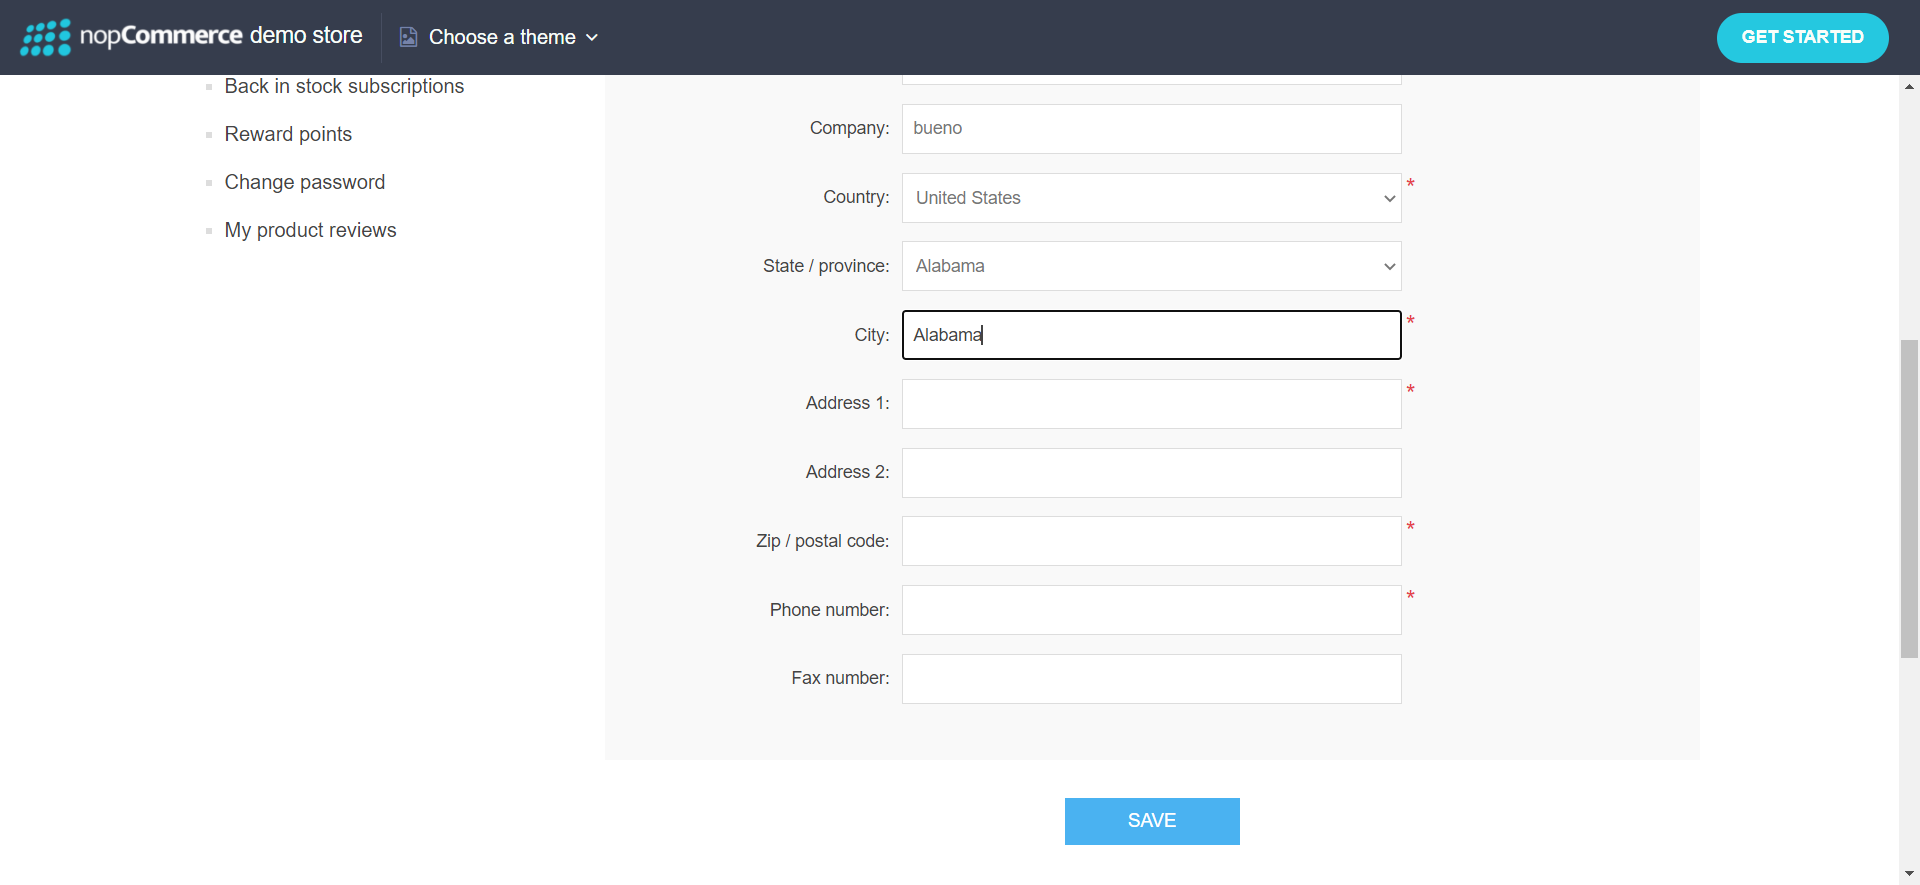 nopCommerce demo store
Choose a theme
GET STARTED
Back in stock subscriptions
Reward points
Change password
My product reviews
Company: bueno
Country: United States *
State / province: Alabama
City: Alabama *
Address 1: *
Address 2:
Zip / postal code: *
Phone number: *
Fax number:
SAVE